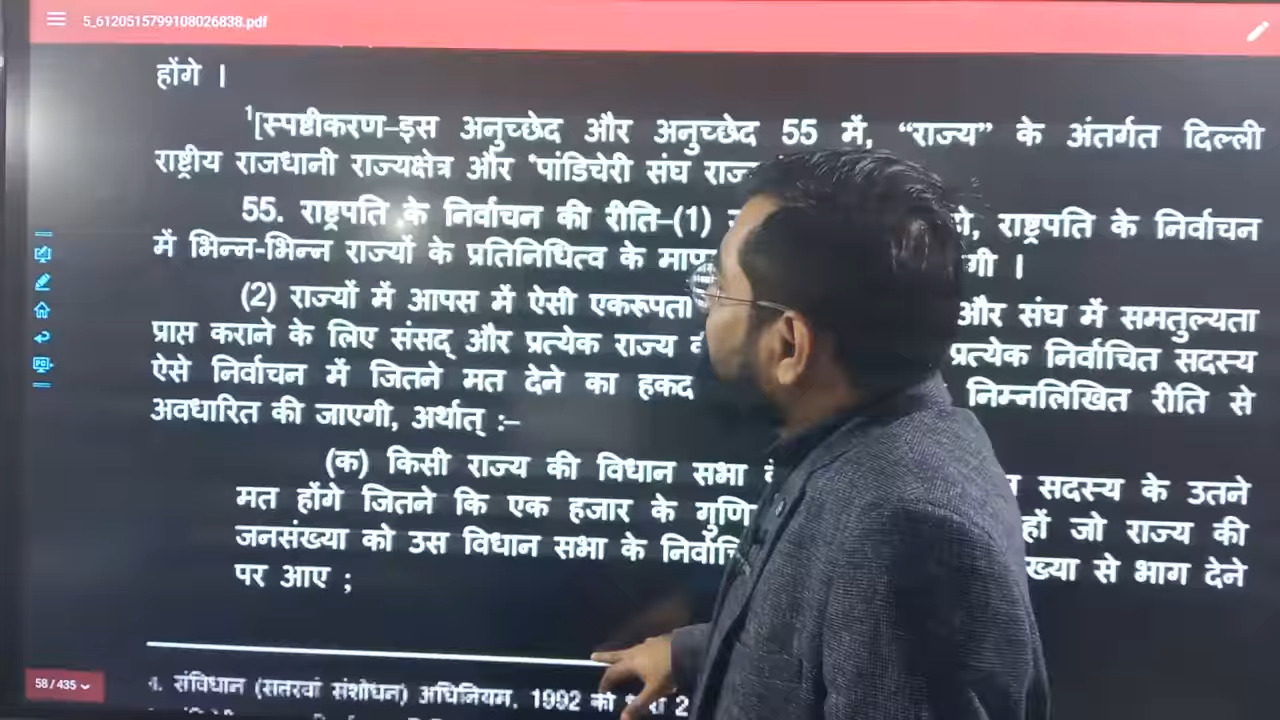 5_6120515799108026838.pdf
होंगे ।
¹[स्पष्टीकरण–इस अनुच्छेद और अनुच्छेद 55 में, “राज्य” के अंतर्गत दिल्ली
राष्ट्रीय राजधानी राज्यक्षेत्र और *पांडिचेरी संघ
55. राष्ट्रपति के निर्वाचन की रीति–(1) राष्ट्रपति के निर्वाचन
में भिन्न-भिन्न राज्यों के प्रतिनिधित्व के ।
(2) राज्यों में आपस में ऐसी एकरूपता और संघ में समतुल्यता
प्राप्त कराने के लिए संसद् और प्रत्येक राज्य प्रत्येक निर्वाचित सदस्य
ऐसे निर्वाचन में जितने मत देने का निम्नलिखित रीति से
अवधारित की जाएगी, अर्थात् :–
(क) किसी राज्य की विधान सभा सदस्य के उतने
मत होंगे जितने कि एक हजार के हों जो राज्य की
जनसंख्या को उस विधान सभा के से भाग देने
पर आए ;
58 / 435
1. संविधान (सतरवां संशोधन) अधिनियम, 1992 की 2